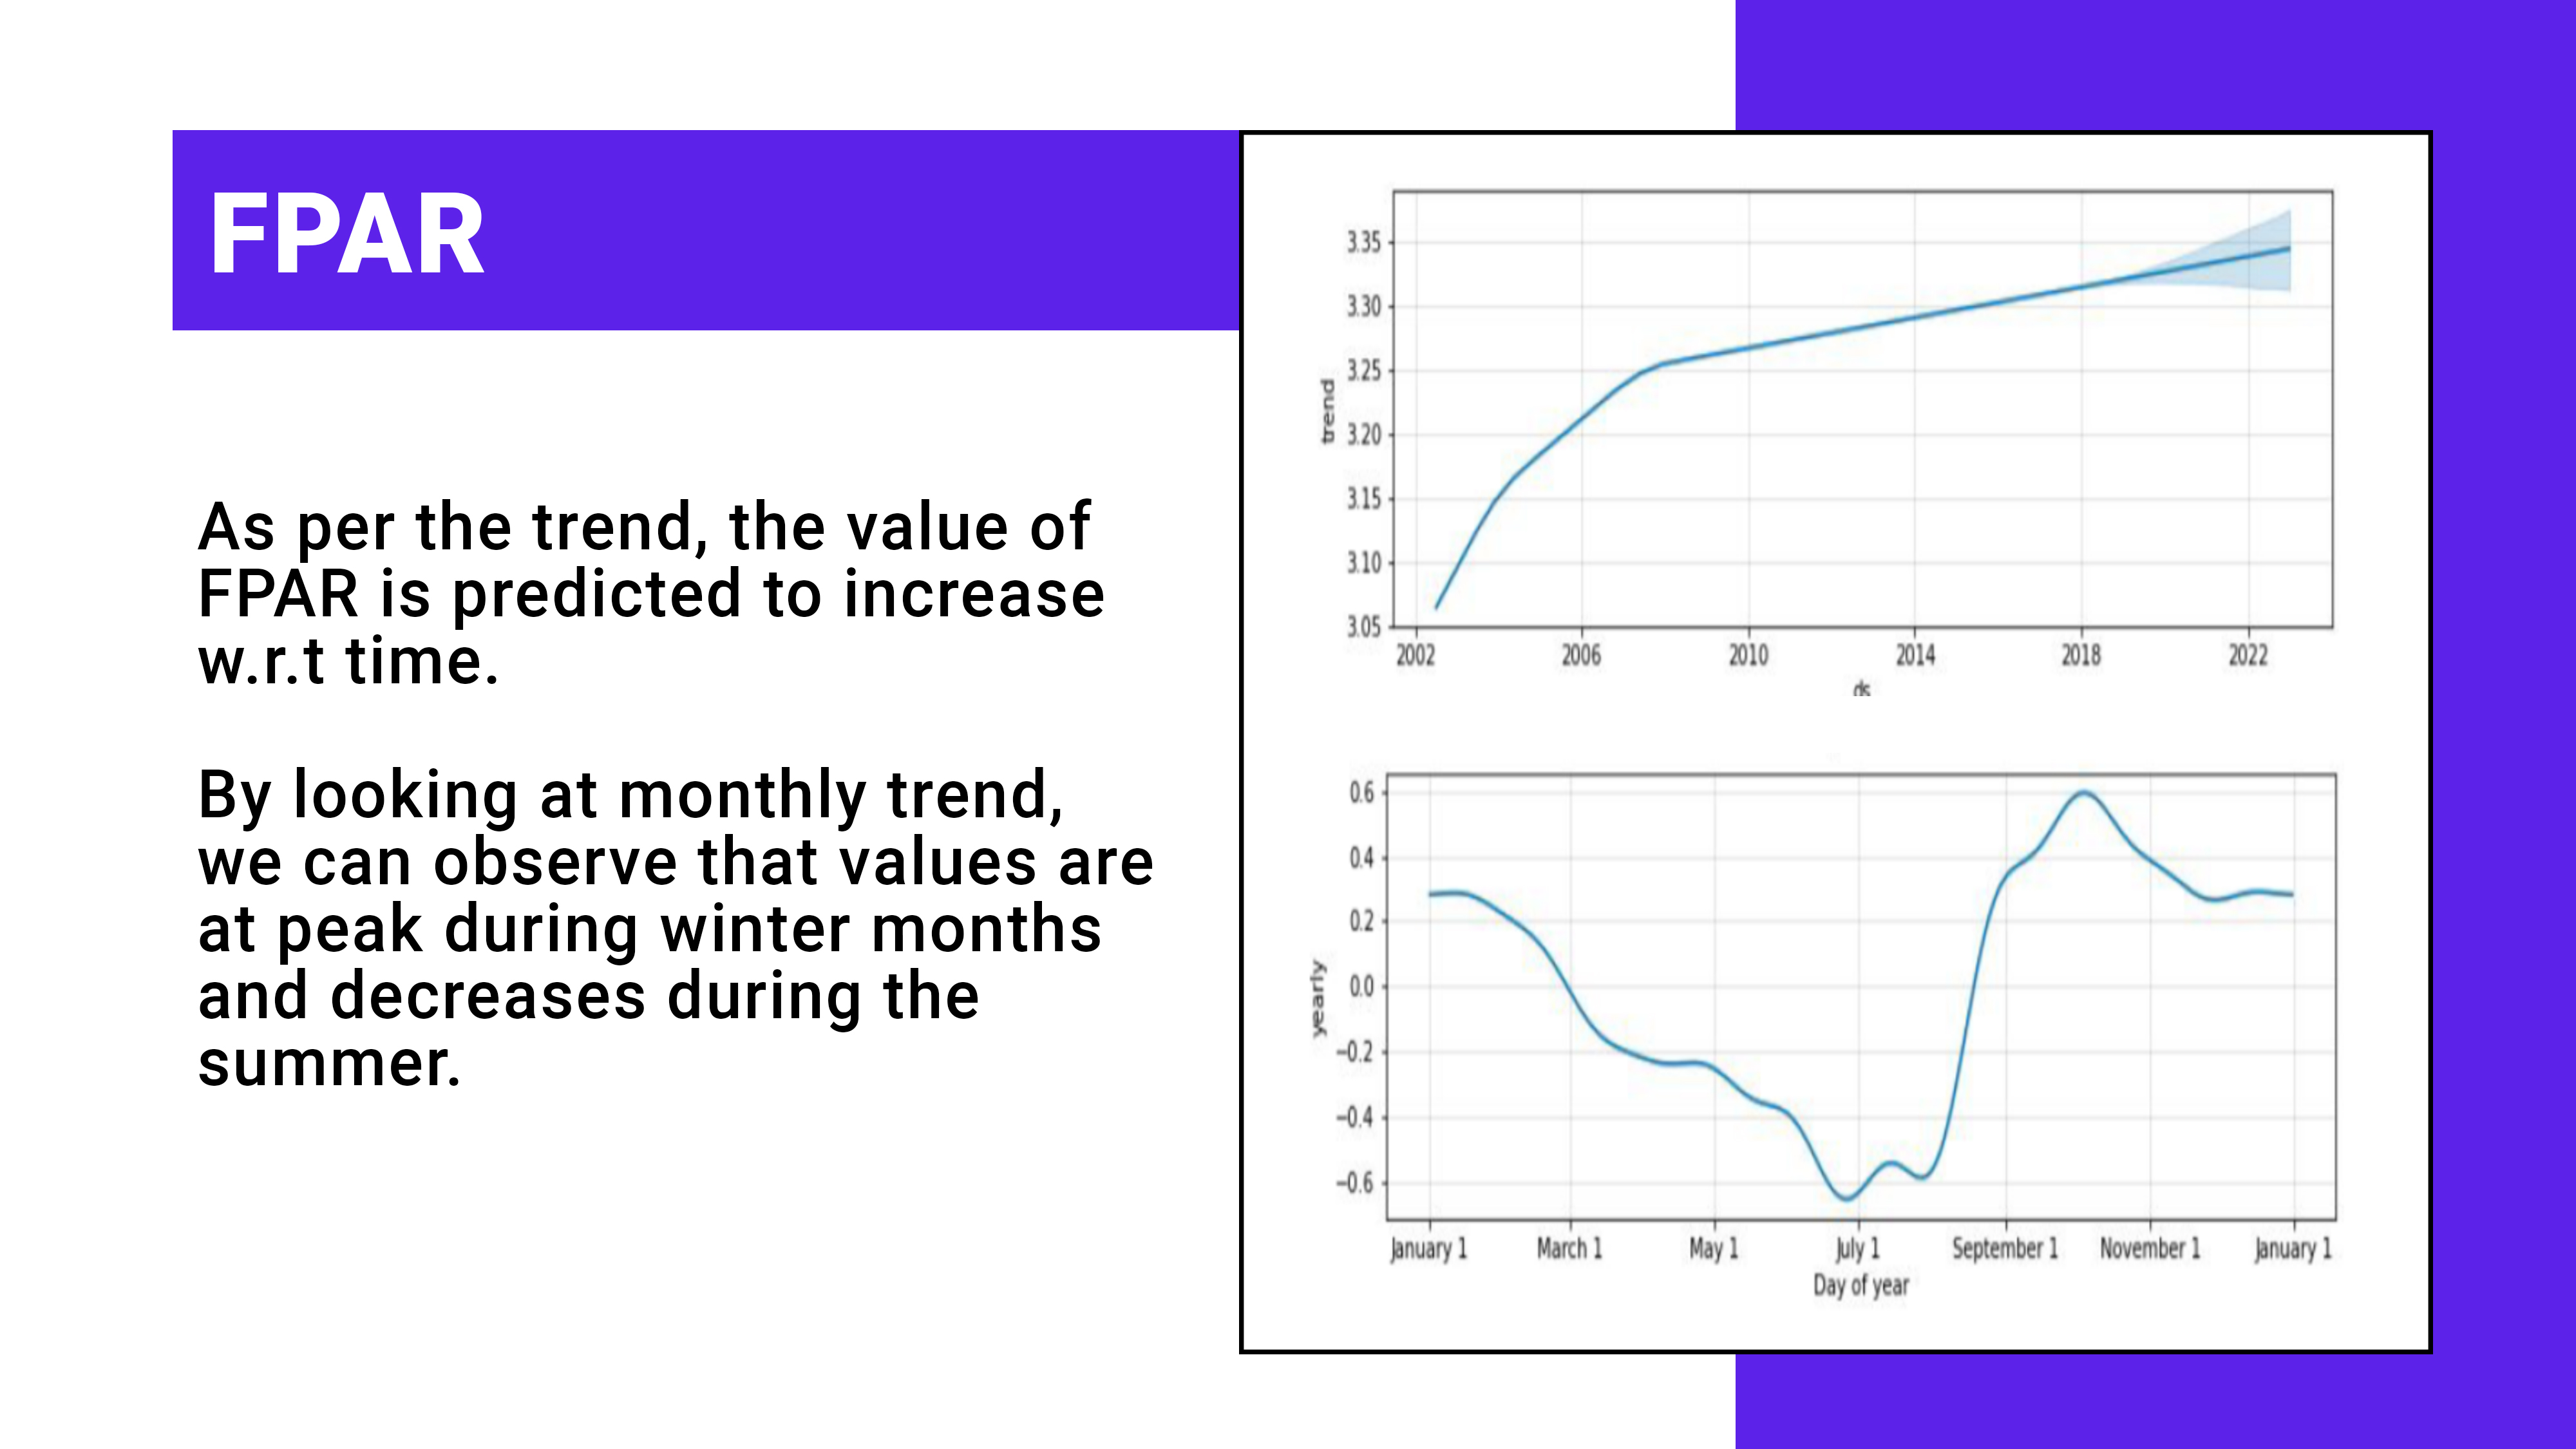 FPAR
As per the trend, the value of
FPAR is predicted to increase
w.r.t time.
By looking at monthly trend,
we can observe that values are
at peak during winter months
and decreases during the
summer.
3.35
3.30
3.25
3.20
3.15
3.10
3.05
trend
2002 2006 2010 2014 2018 2022
ds
0.6
0.4
0.2
0.0
−0.2
−0.4
−0.6
yearly
January 1 March 1 May 1 July 1 September 1 November 1 January 1
Day of year